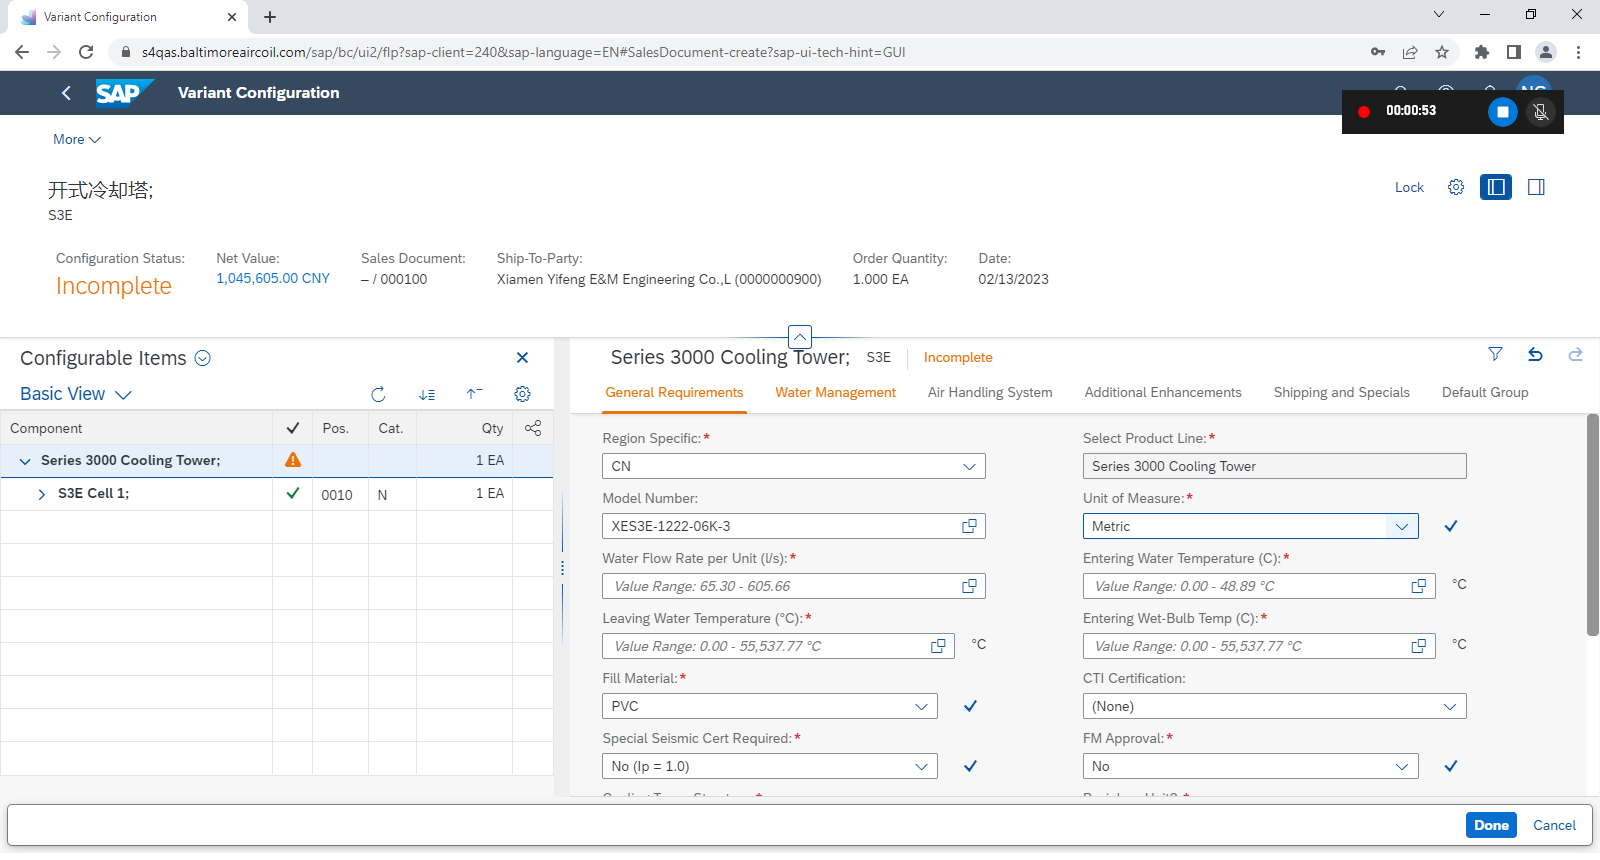 Variant Configuration
s4qas.baltimoreaircoil.com/sap/bc/ui2/flp?sap-client=240&sap-language=EN#SalesDocument-create?sap-ui-tech-hint=GUI
SAP Variant Configuration
00:00:53
More
开式冷却塔;
S3E
Lock
Configuration Status: Net Value: Sales Document: Ship-To-Party: Order Quantity: Date:
Incomplete 1,045,605.00 CNY – / 000100 Xiamen Yifeng E&M Engineering Co.,L (0000000900) 1.000 EA 02/13/2023
Configurable Items
Basic View
Component Pos. Cat. Qty
Series 3000 Cooling Tower; 1 EA
S3E Cell 1; 0010 N 1 EA
Series 3000 Cooling Tower; S3E Incomplete
General Requirements Water Management Air Handling System Additional Enhancements Shipping and Specials Default Group
Region Specific:* Select Product Line:*
CN Series 3000 Cooling Tower
Model Number: Unit of Measure:*
XES3E-1222-06K-3 Metric
Water Flow Rate per Unit (l/s):* Entering Water Temperature (C):*
Value Range: 65.30 - 605.66 Value Range: 0.00 - 48.89 °C °C
Leaving Water Temperature (°C):* Entering Wet-Bulb Temp (C):*
Value Range: 0.00 - 55,537.77 °C °C Value Range: 0.00 - 55,537.77 °C °C
Fill Material:* CTI Certification:
PVC (None)
Special Seismic Cert Required:* FM Approval:*
No (Ip = 1.0) No
Done Cancel